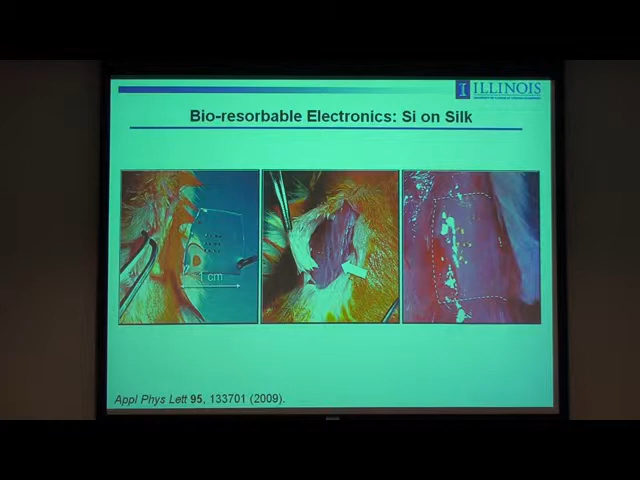 ILLINOIS
Bio-resorbable Electronics: Si on Silk
1 cm
Appl Phys Lett 95, 133701 (2009).